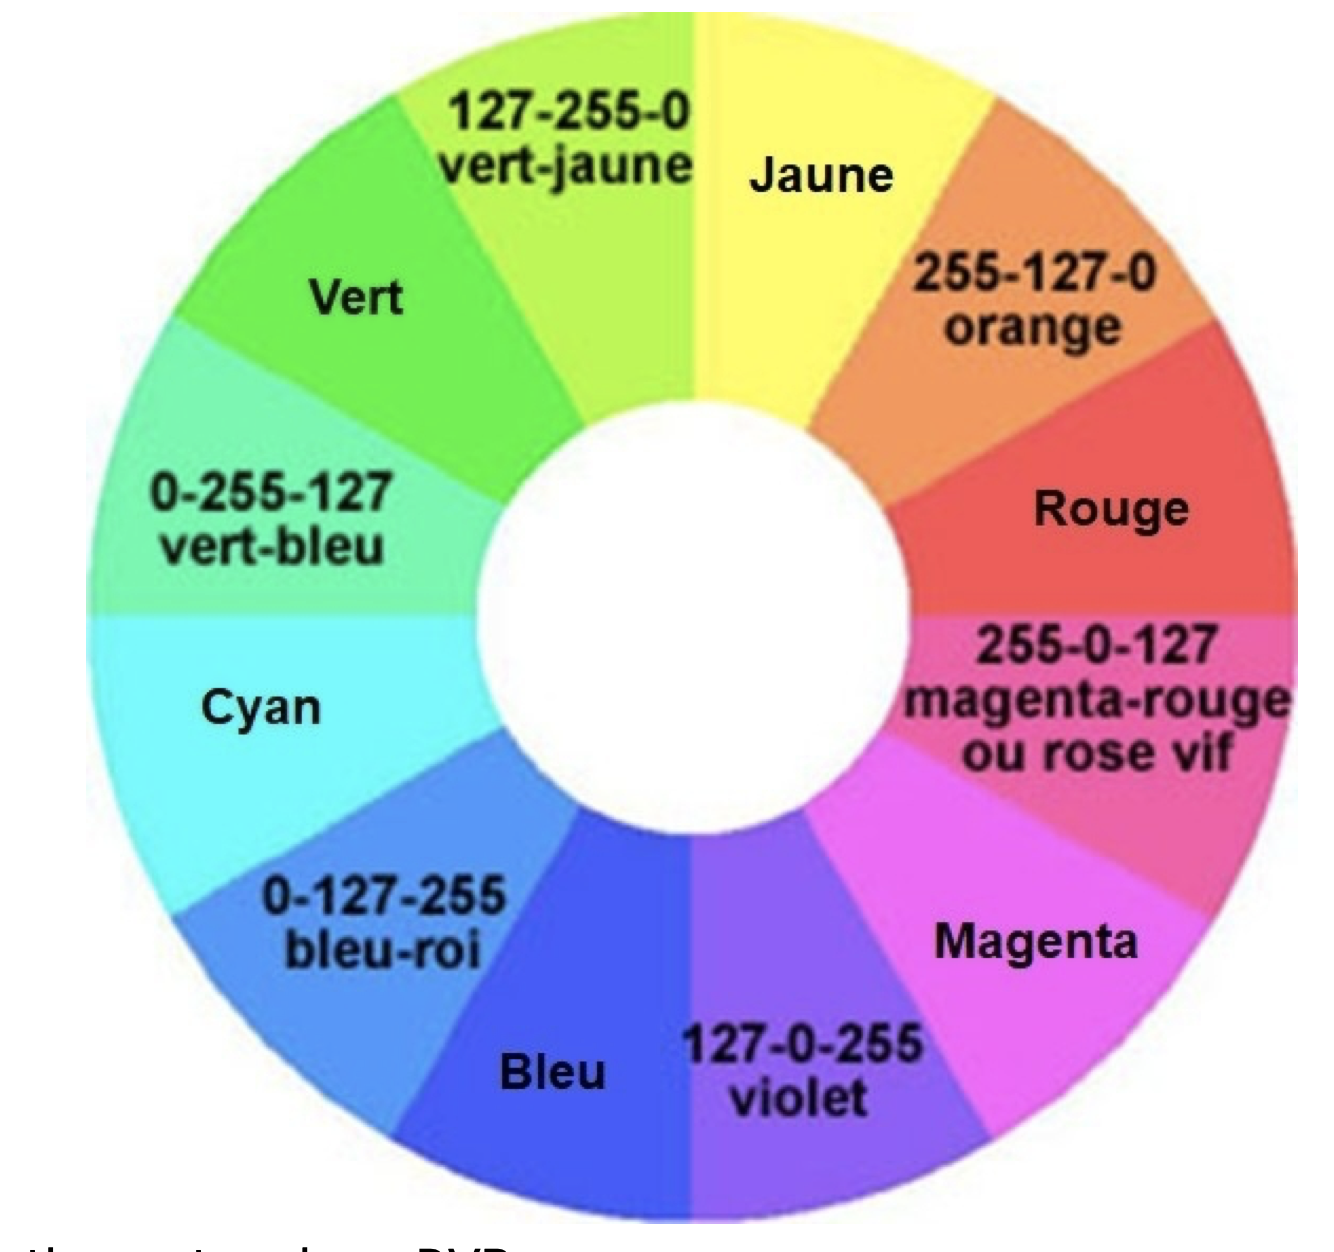 127-255-0
vert-jaune
Jaune
255-127-0
orange
Vert
Rouge
0-255-127
vert-bleu
255-0-127
magenta-rouge
ou rose vif
Cyan
0-127-255
bleu-roi
Magenta
Bleu
127-0-255
violet